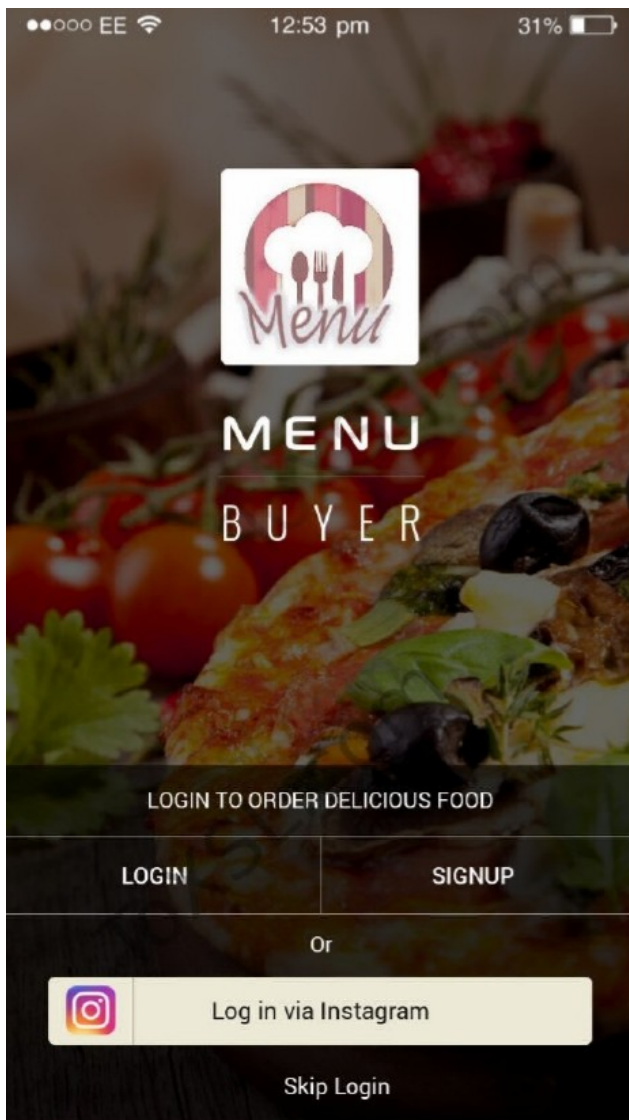 EE 12:53 pm 31%
Menu
MENU
BUYER
LOGIN TO ORDER DELICIOUS FOOD
LOGIN SIGNUP
Or
Log in via Instagram
Skip Login